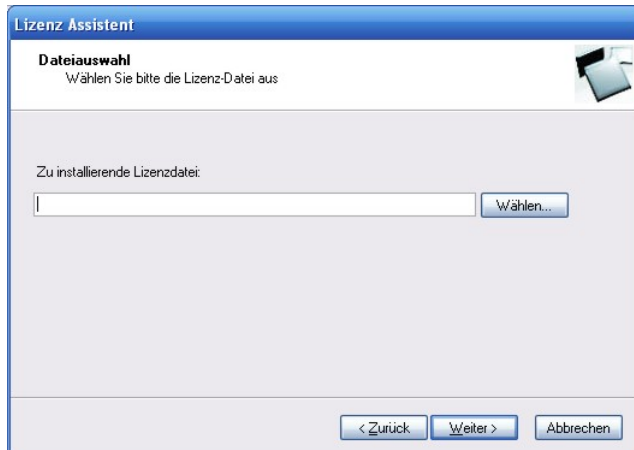 Lizenz Assistent
Dateiauswahl
Wählen Sie bitte die Lizenz-Datei aus
Zu installierende Lizenzdatei:
Wählen...
< Zurück Weiter > Abbrechen